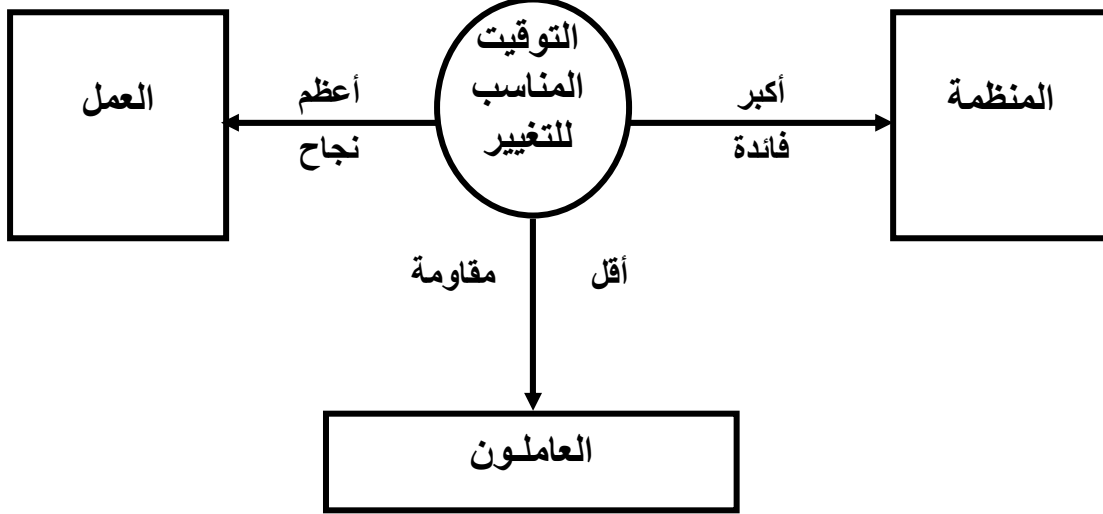 التوقيت
المناسب
للتغيير
المنظمة
أكبر
فائدة
العمل
أعظم
نجاح
أقل مقاومة
العاملـون